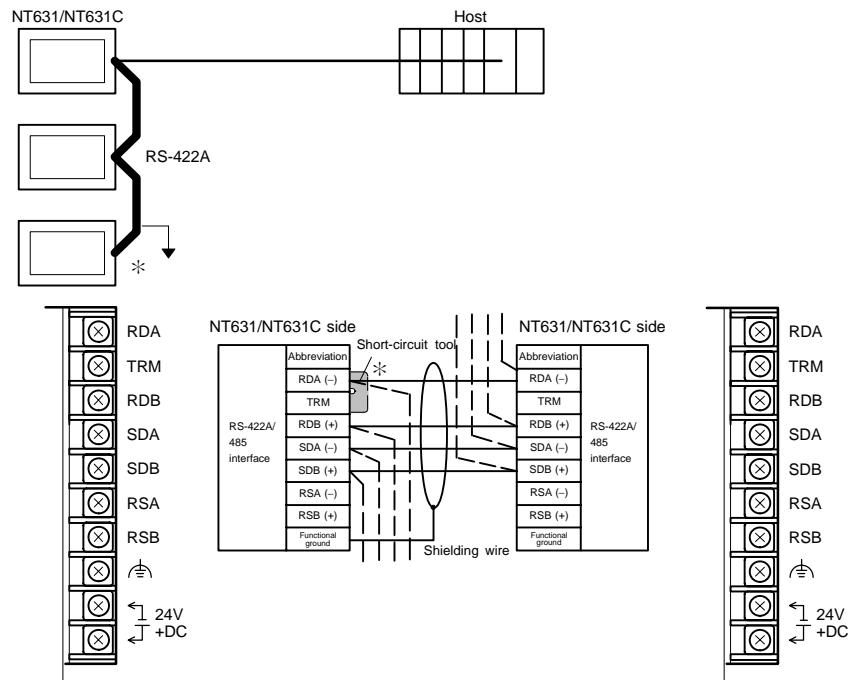 NT631/NT631C
Host
RS-422A
*
RDA
TRM
RDB
SDA
SDB
RSA
RSB
24V
+DC
NT631/NT631C side
Short-circuit tool
*
RS-422A/
485
interface
Abbreviation
RDA (–)
TRM
RDB (+)
SDA (–)
SDB (+)
RSA (–)
RSB (+)
Functional
ground
Shielding wire
NT631/NT631C side
Abbreviation
RDA (–)
TRM
RDB (+)
SDA (–)
SDB (+)
RSA (–)
RSB (+)
Functional
ground
RS-422A/
485
interface
RDA
TRM
RDB
SDA
SDB
RSA
RSB
24V
+DC